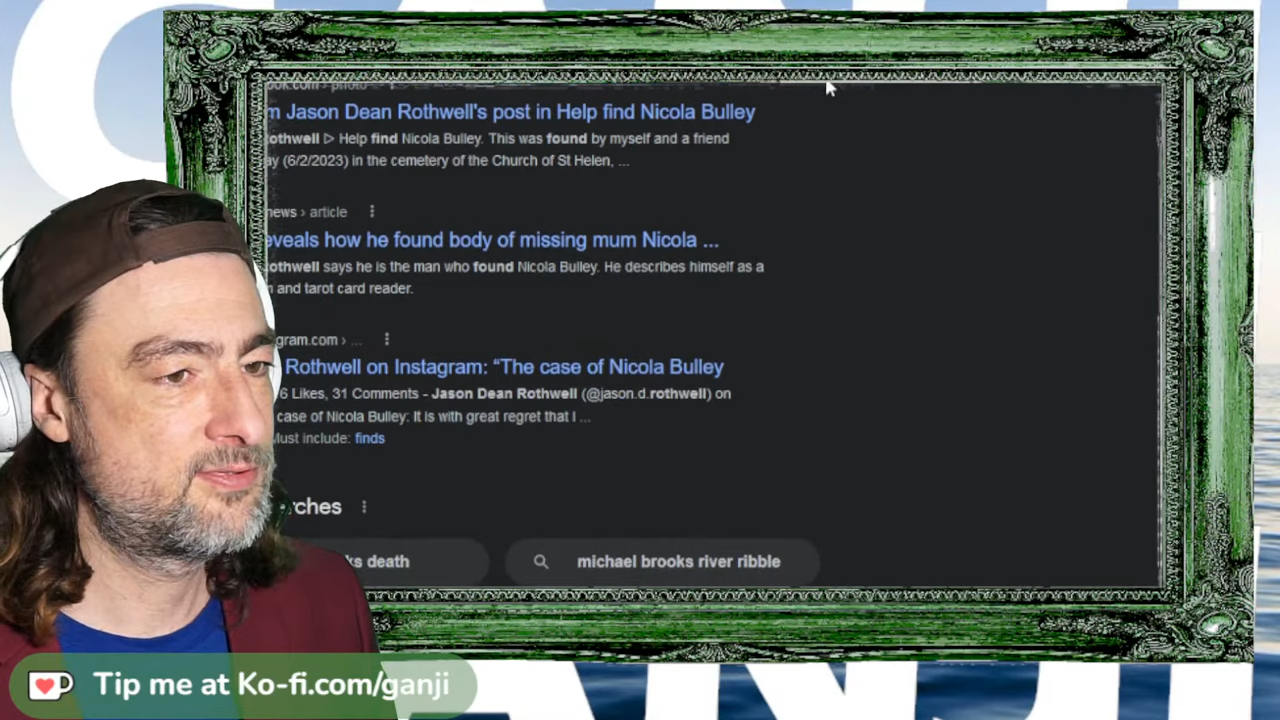 Jason Dean Rothwell's post in Help find Nicola Bulley
▷ Help find Nicola Bulley. This was found by myself and a friend
(6/2/2023) in the cemetery of the Church of St Helen, ...
news › article
how he found body of missing mum Nicola ...
says he is the man who found Nicola Bulley. He describes himself as a
and tarot card reader.
gram.com › ...
Rothwell on Instagram: “The case of Nicola Bulley
6 Likes, 31 Comments - Jason Dean Rothwell (@jason.d.rothwell) on
case of Nicola Bulley: It is with great regret that I ...
Must include: finds
death
michael brooks river ribble
Tip me at Ko-fi.com/ganji